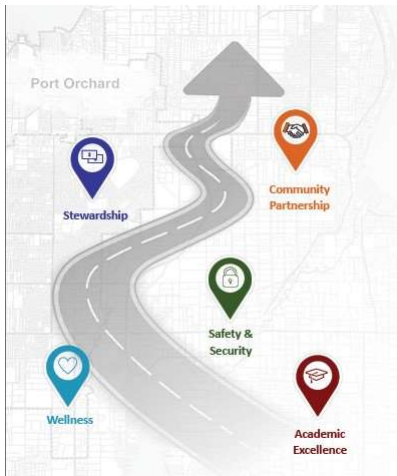 Port Orchard
Community
Partnership
Stewardship
Safety &
Security
Wellness
Academic
Excellence